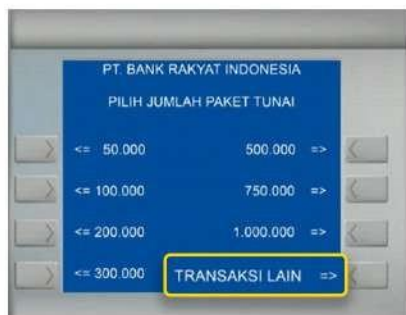 PT. BANK RAKYAT INDONESIA
PILIH JUMLAH PAKET TUNAI
<= 50.000 500.000 =>
<= 100.000 750.000 =>
<= 200.000 1.000.000 =>
<= 300.000 TRANSAKSI LAIN =>